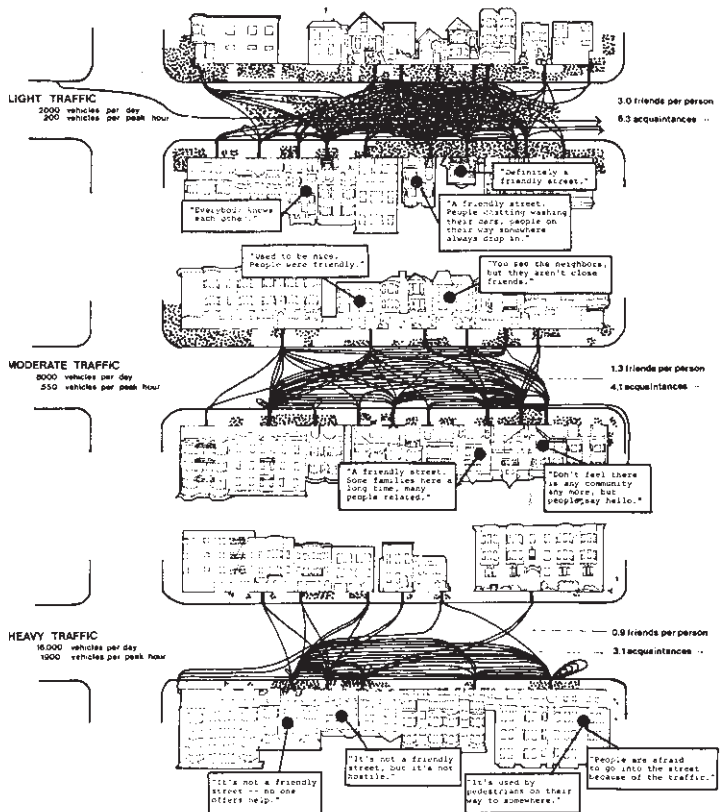 LIGHT TRAFFIC
2000 vehicles per day
200 vehicles per peak hour
3.0 friends per person
6.3 acquaintances
"Definitely a
friendly street."
"Everybody knows
each other."
"A friendly street.
People chatting washing
their cars, people on
their way somewhere
always drop in."
"Used to be nice.
People were friendly."
"You see the neighbors,
but they aren't close
friends."
MODERATE TRAFFIC
8000 vehicles per day
550 vehicles per peak hour
1.3 friends per person
4.1 acquaintances
"A friendly street.
Some families here a
long time, many
people related."
"Don't feel there
is any community
any more, but
people say hello."
HEAVY TRAFFIC
16,000 vehicles per day
1900 vehicles per peak hour
0.9 friends per person
3.1 acquaintances
"It's not a friendly
street -- no one
offers help."
"It's not a friendly
street, but it's not
hostile."
"It's used by
pedestrians on their
way to somewhere."
"People are afraid
to go into the street
because of the traffic."